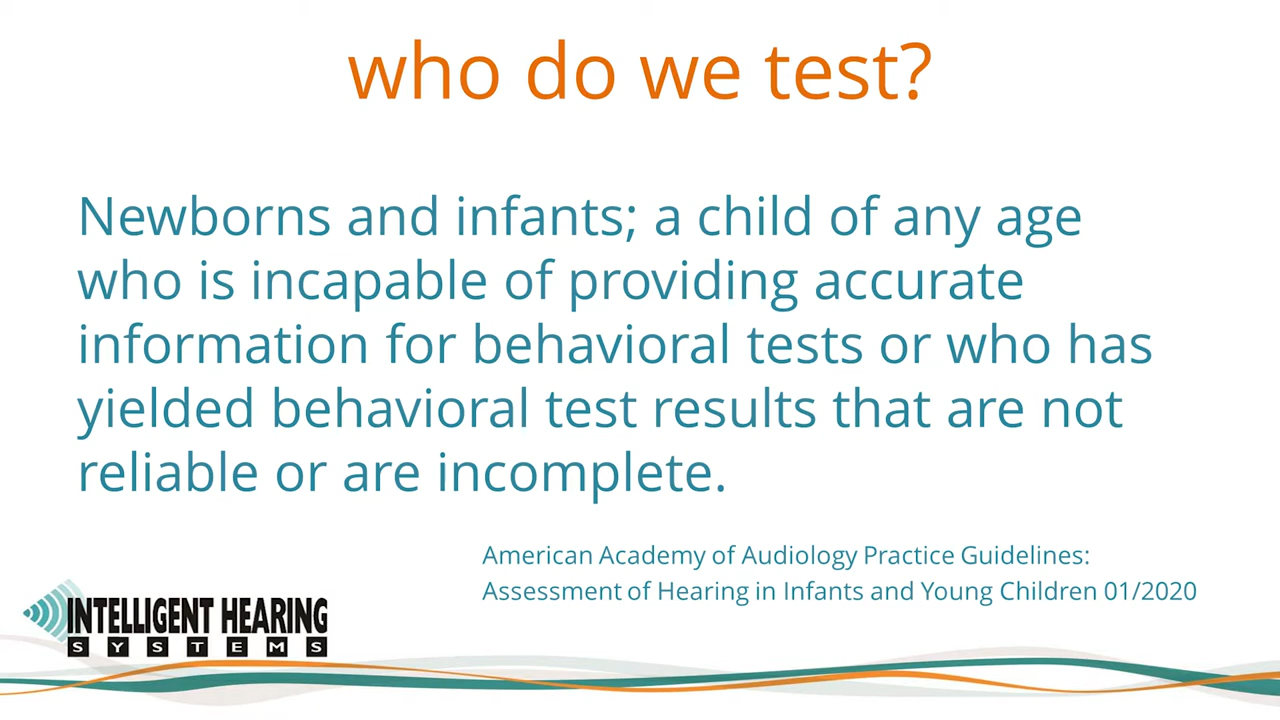 who do we test?
Newborns and infants; a child of any age
who is incapable of providing accurate
information for behavioral tests or who has
yielded behavioral test results that are not
reliable or are incomplete.
American Academy of Audiology Practice Guidelines:
Assessment of Hearing in Infants and Young Children 01/2020
INTELLIGENT HEARING
SYSTEMS